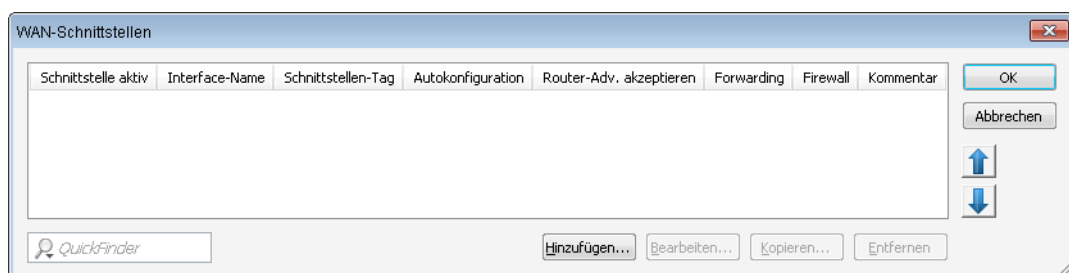 WAN-Schnittstellen
Schnittstelle aktiv Interface-Name Schnittstellen-Tag Autokonfiguration Router-Adv. akzeptieren Forwarding Firewall Kommentar
OK
Abbrechen
QuickFinder
Hinzufügen... Bearbeiten... Kopieren... Entfernen